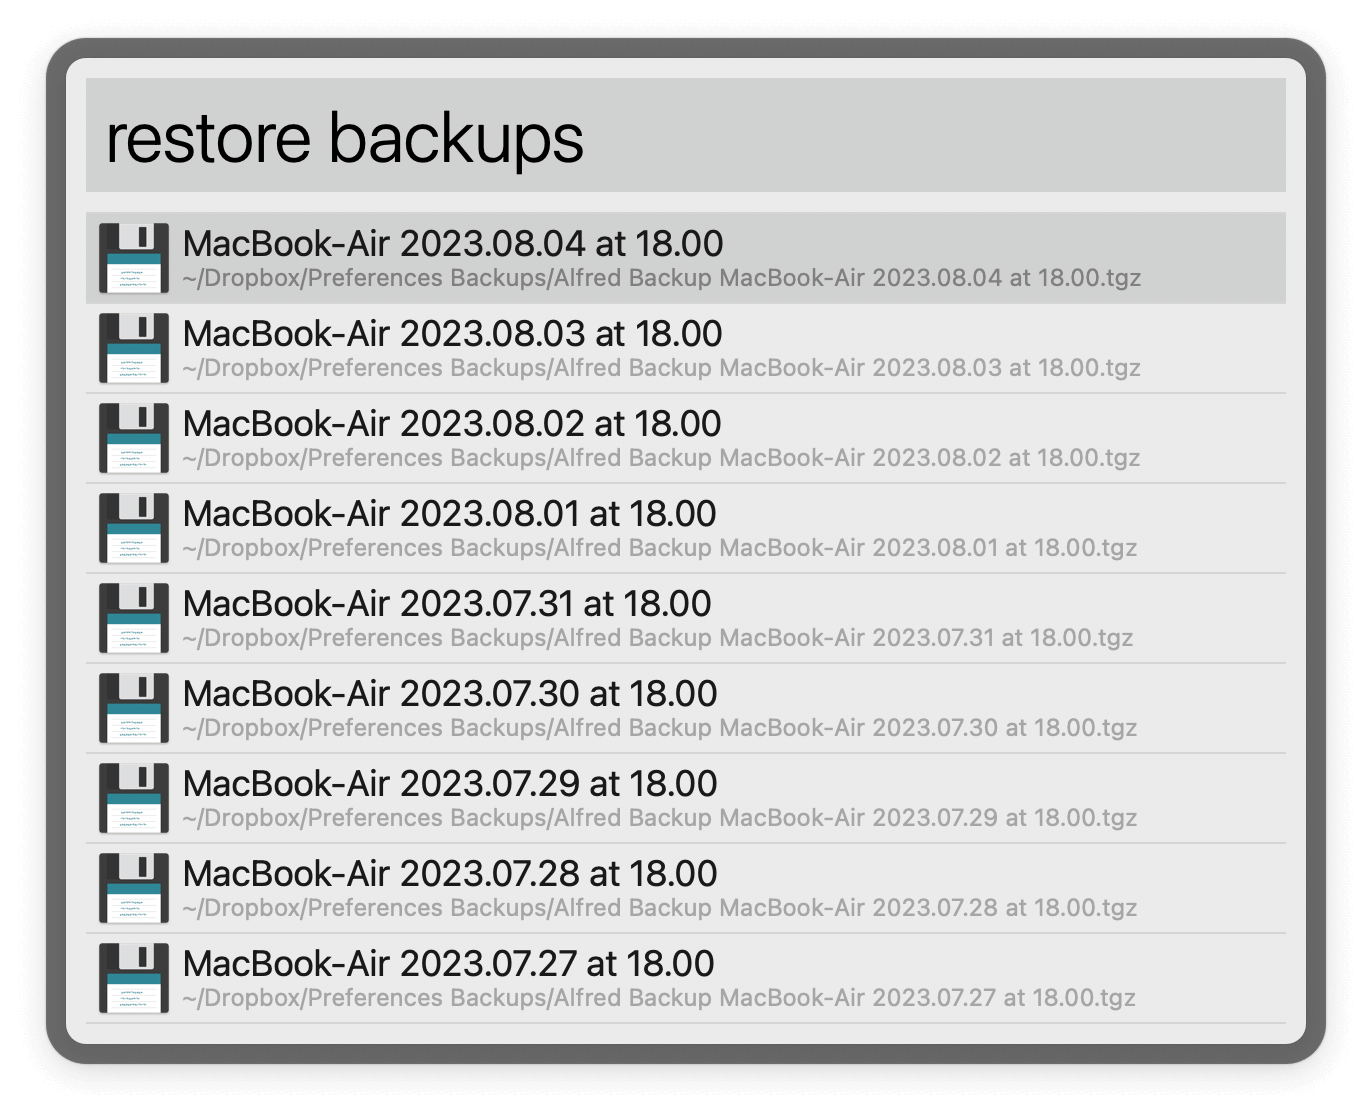 restore backups
MacBook-Air 2023.08.04 at 18.00
~/Dropbox/Preferences Backups/Alfred Backup MacBook-Air 2023.08.04 at 18.00.tgz
MacBook-Air 2023.08.03 at 18.00
~/Dropbox/Preferences Backups/Alfred Backup MacBook-Air 2023.08.03 at 18.00.tgz
MacBook-Air 2023.08.02 at 18.00
~/Dropbox/Preferences Backups/Alfred Backup MacBook-Air 2023.08.02 at 18.00.tgz
MacBook-Air 2023.08.01 at 18.00
~/Dropbox/Preferences Backups/Alfred Backup MacBook-Air 2023.08.01 at 18.00.tgz
MacBook-Air 2023.07.31 at 18.00
~/Dropbox/Preferences Backups/Alfred Backup MacBook-Air 2023.07.31 at 18.00.tgz
MacBook-Air 2023.07.30 at 18.00
~/Dropbox/Preferences Backups/Alfred Backup MacBook-Air 2023.07.30 at 18.00.tgz
MacBook-Air 2023.07.29 at 18.00
~/Dropbox/Preferences Backups/Alfred Backup MacBook-Air 2023.07.29 at 18.00.tgz
MacBook-Air 2023.07.28 at 18.00
~/Dropbox/Preferences Backups/Alfred Backup MacBook-Air 2023.07.28 at 18.00.tgz
MacBook-Air 2023.07.27 at 18.00
~/Dropbox/Preferences Backups/Alfred Backup MacBook-Air 2023.07.27 at 18.00.tgz